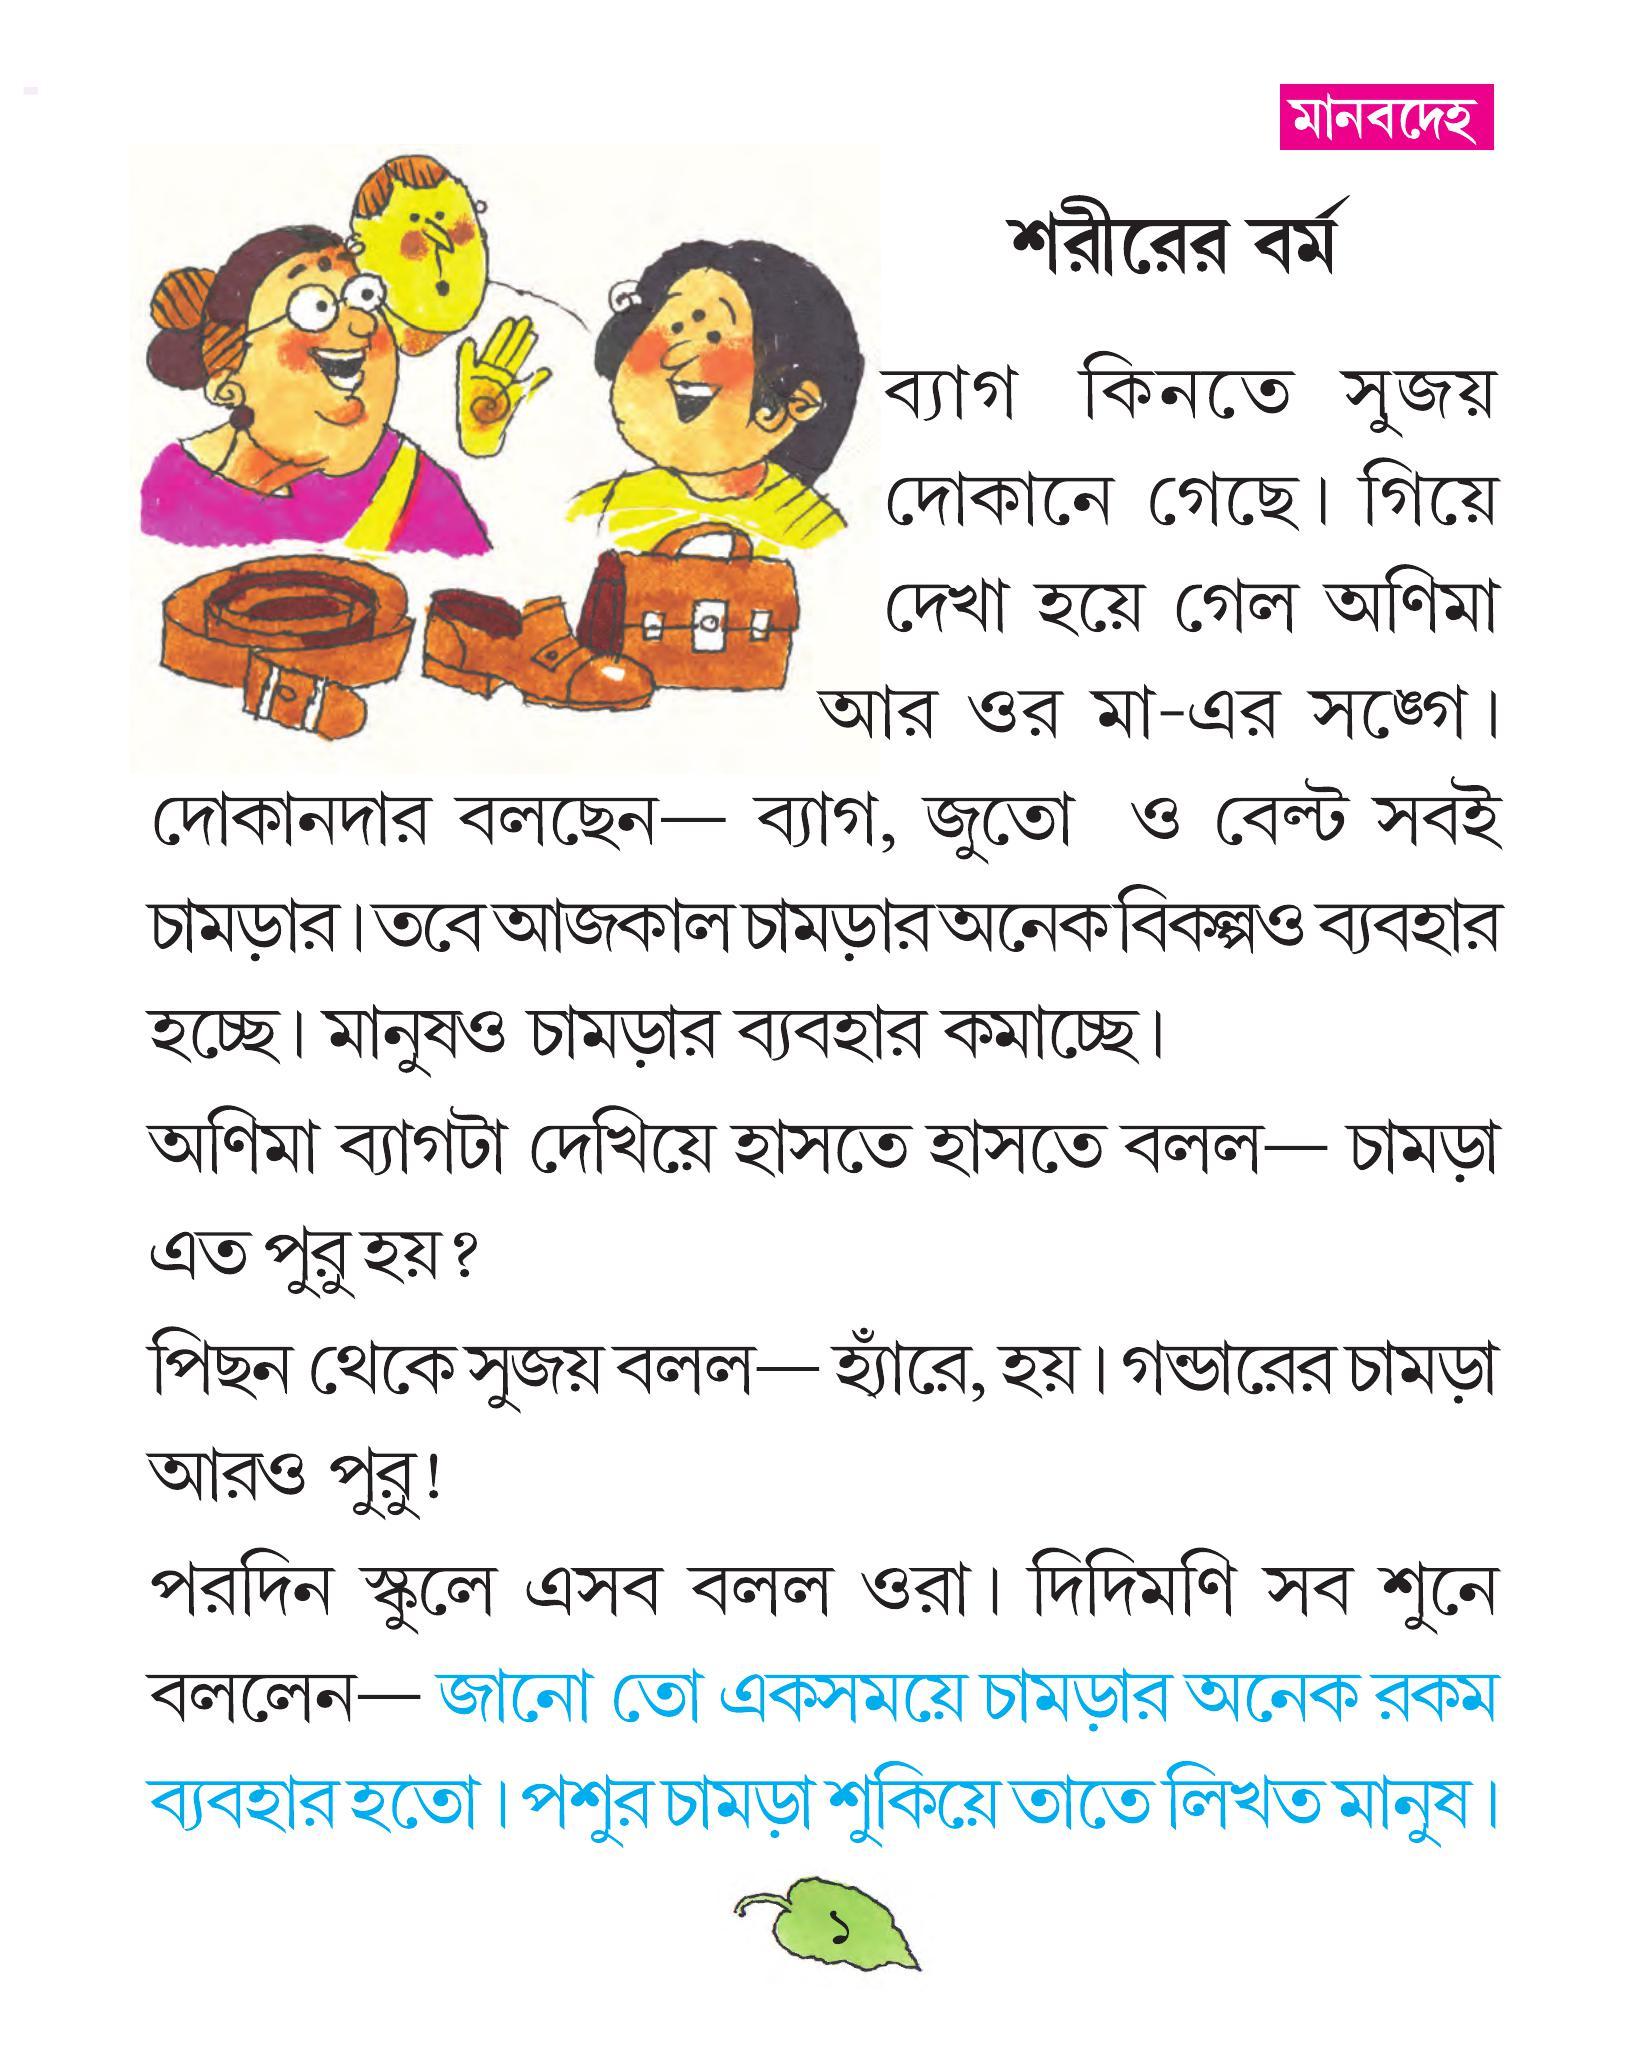 মানবদেহ
শরীরের বর্ম
ব্যাগ কিনতে সুজয়
দোকানে গেছে। গিয়ে
দেখা হয়ে গেল অণিমা
আর ওর মা-এর সঙ্গে।
দোকানদার বলছেন— ব্যাগ, জুতো ও বেল্ট সবই
চামড়ার। তবে আজকাল চামড়ার অনেক বিকল্পও ব্যবহার
হচ্ছে। মানুষও চামড়ার ব্যবহার কমাচ্ছে।
অণিমা ব্যাগটা দেখিয়ে হাসতে হাসতে বলল— চামড়া
এত পুরু হয়?
পিছন থেকে সুজয় বলল— হ্যাঁরে, হয়। গন্ডারের চামড়া
আরও পুরু!
পরদিন স্কুলে এসব বলল ওরা। দিদিমণি সব শুনে
বললেন— জানো তো একসময়ে চামড়ার অনেক রকম
ব্যবহার হতো। পশুর চামড়া শুকিয়ে তাতে লিখত মানুষ।
১